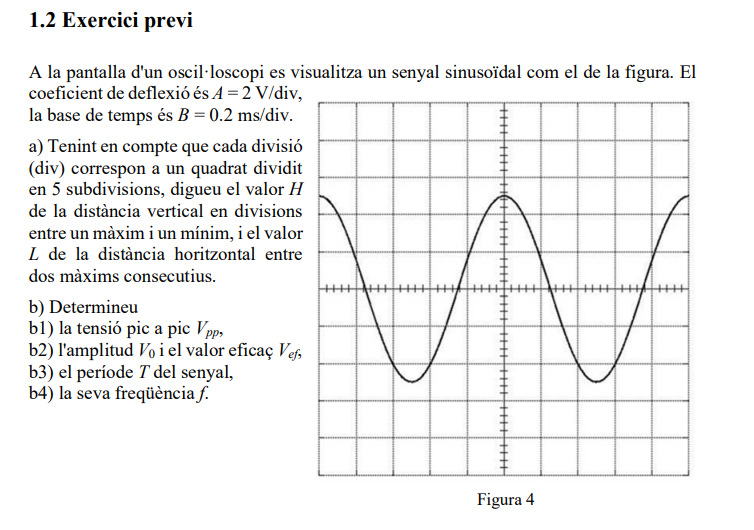 1.2 Exercici previ
A la pantalla d'un oscil·loscopi es visualitza un senyal sinusoïdal com el de la figura. El
coeficient de deflexió és A = 2 V/div,
la base de temps és B = 0.2 ms/div.
a) Tenint en compte que cada divisió
(div) correspon a un quadrat dividit
en 5 subdivisions, digueu el valor H
de la distància vertical en divisions
entre un màxim i un mínim, i el valor
L de la distància horitzontal entre
dos màxims consecutius.
b) Determineu
b1) la tensió pic a pic Vpp,
b2) l'amplitud V0 i el valor eficaç Vef,
b3) el període T del senyal,
b4) la seva freqüència f.
Figura 4